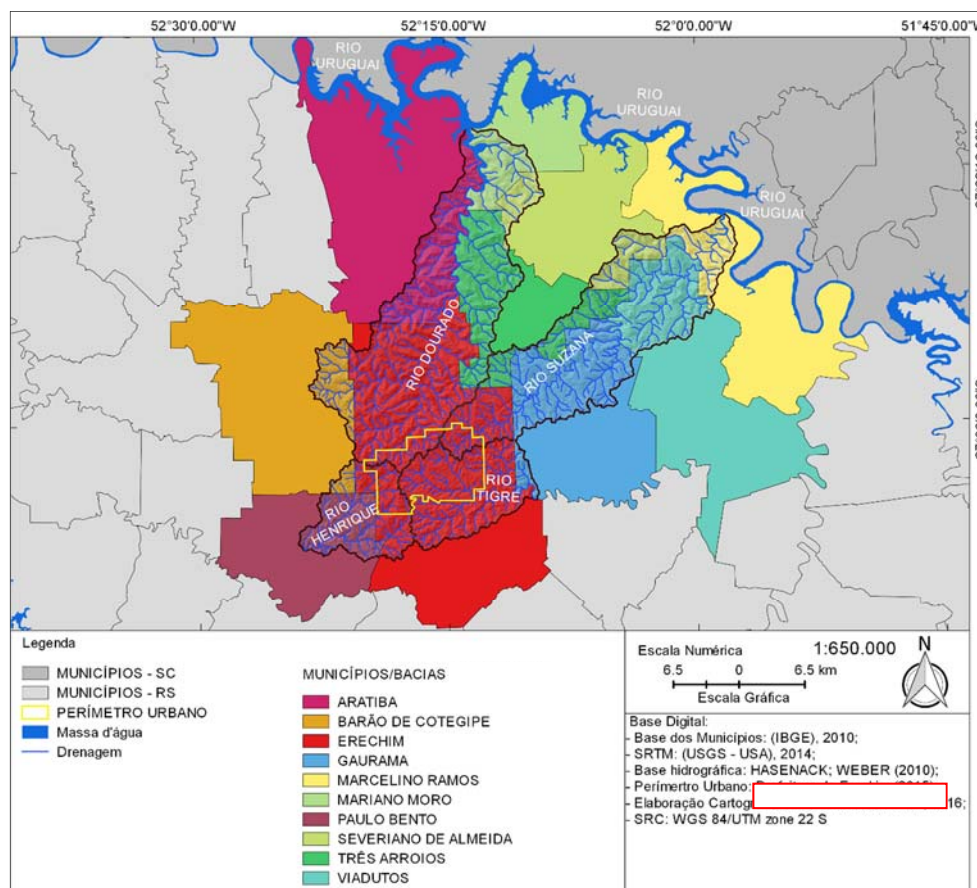 52°30'0.00"W 52°15'0.00"W 52°0'0.00"W 51°45'0.00"W
RIO
URUGUAI
RIO
URUGUAI
RIO
URUGUAI
RIO DOURADO
RIO SUZANA
RIO
TIGRE
RIO
HENRIQUE
Legenda
MUNICÍPIOS - SC
MUNICÍPIOS - RS
PERÍMETRO URBANO
Massa d'água
Drenagem
MUNICÍPIOS/BACIAS
ARATIBA
BARÃO DE COTEGIPE
ERECHIM
GAURAMA
MARCELINO RAMOS
MARIANO MORO
PAULO BENTO
SEVERIANO DE ALMEIDA
TRÊS ARROIOS
VIADUTOS
Escala Numérica 1:650.000
6.5 0 6.5 km
Escala Gráfica
N
Base Digital:
- Base dos Municípios: (IBGE), 2010;
- SRTM: (USGS - USA), 2014;
- Base hidrográfica: HASENACK; WEBER (2010);
- Perímertro Urbano:
- Elaboração 16;
- SRC: WGS 84/UTM zone 22 S